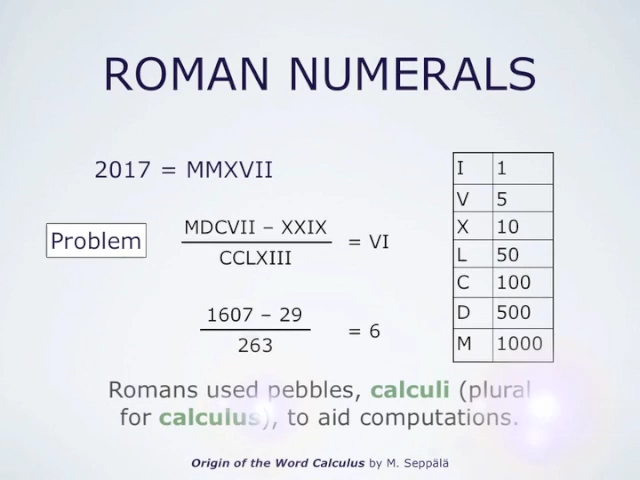 ROMAN NUMERALS
2017 = MMXVII
Problem
MDCVII – XXIX
CCLXIII
= VI
1607 – 29
263
= 6
I 1
V 5
X 10
L 50
C 100
D 500
M 1000
Romans used pebbles, calculi (plural
for calculus), to aid computations.
Origin of the Word Calculus by M. Seppälä